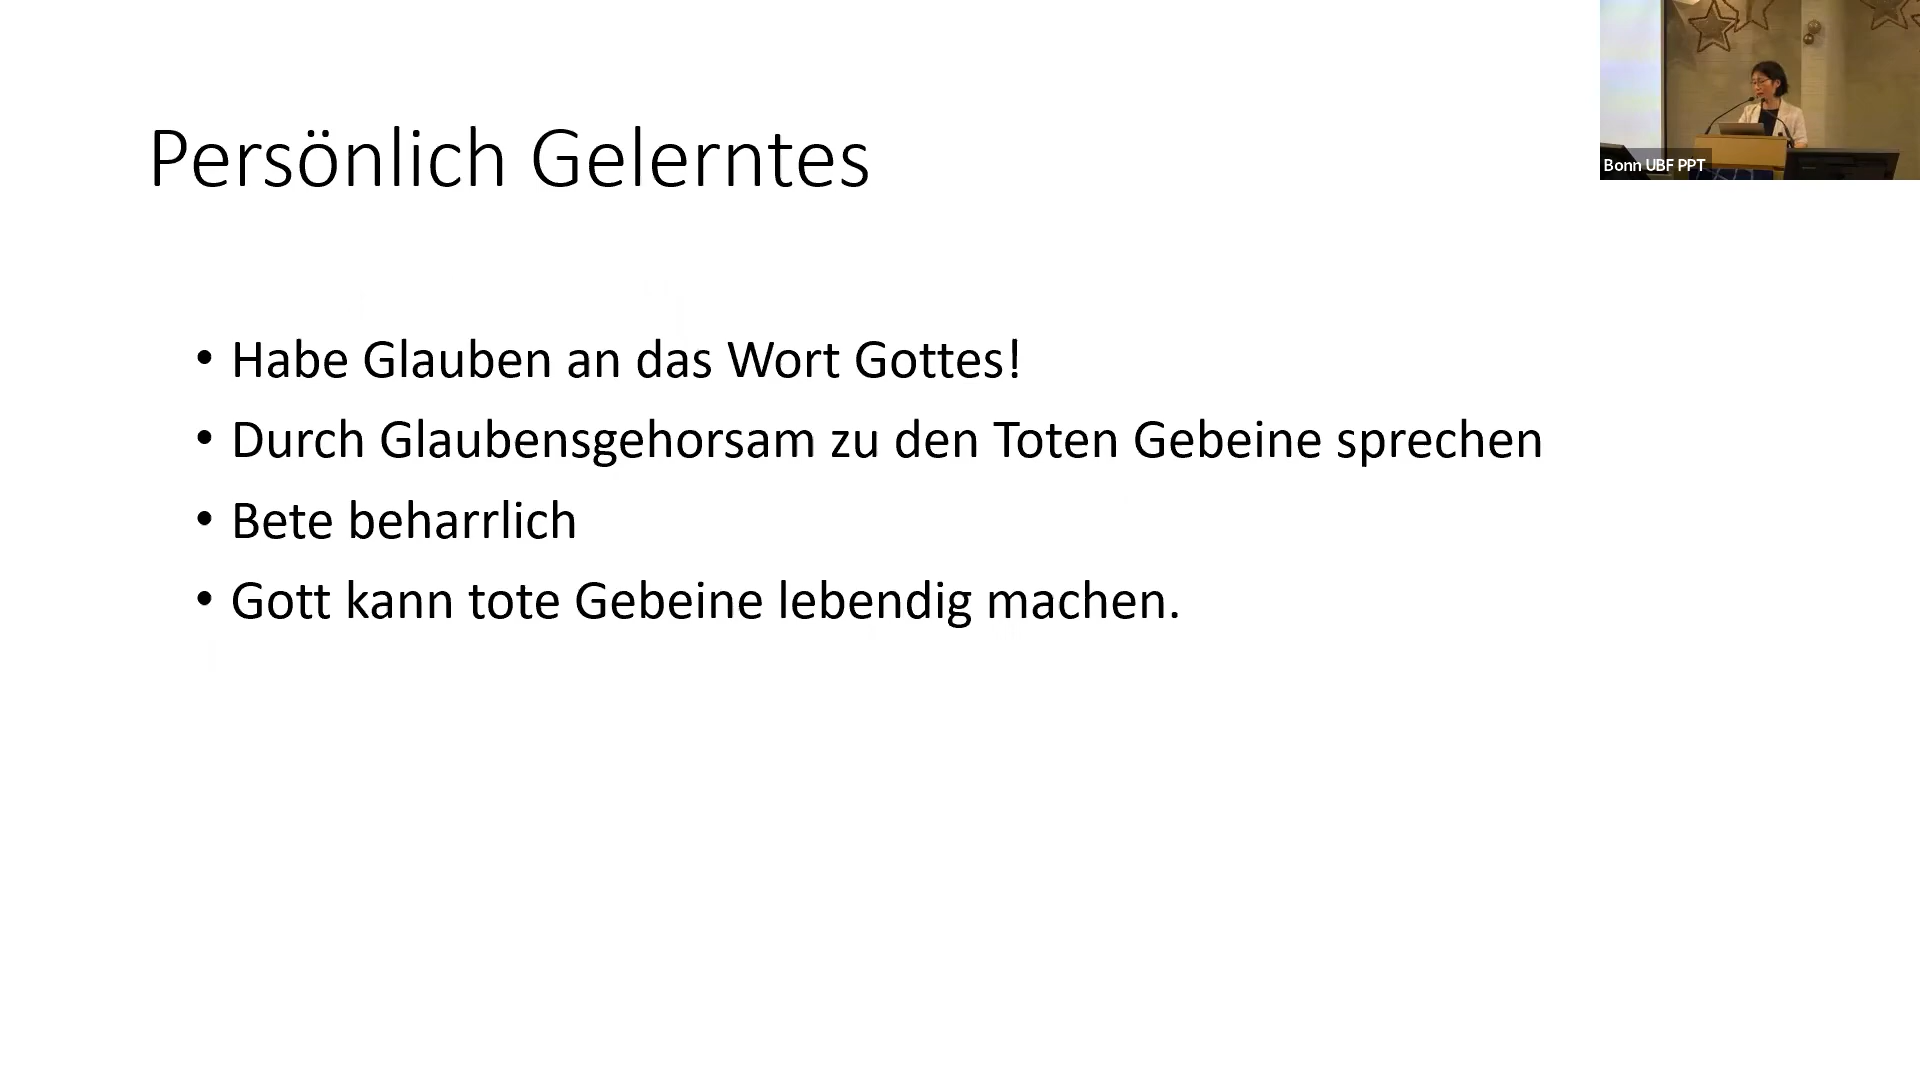 Persönlich Gelerntes
• Habe Glauben an das Wort Gottes!
• Durch Glaubensgehorsam zu den Toten Gebeine sprechen
• Bete beharrlich
• Gott kann tote Gebeine lebendig machen.
Bonn UBF PPT